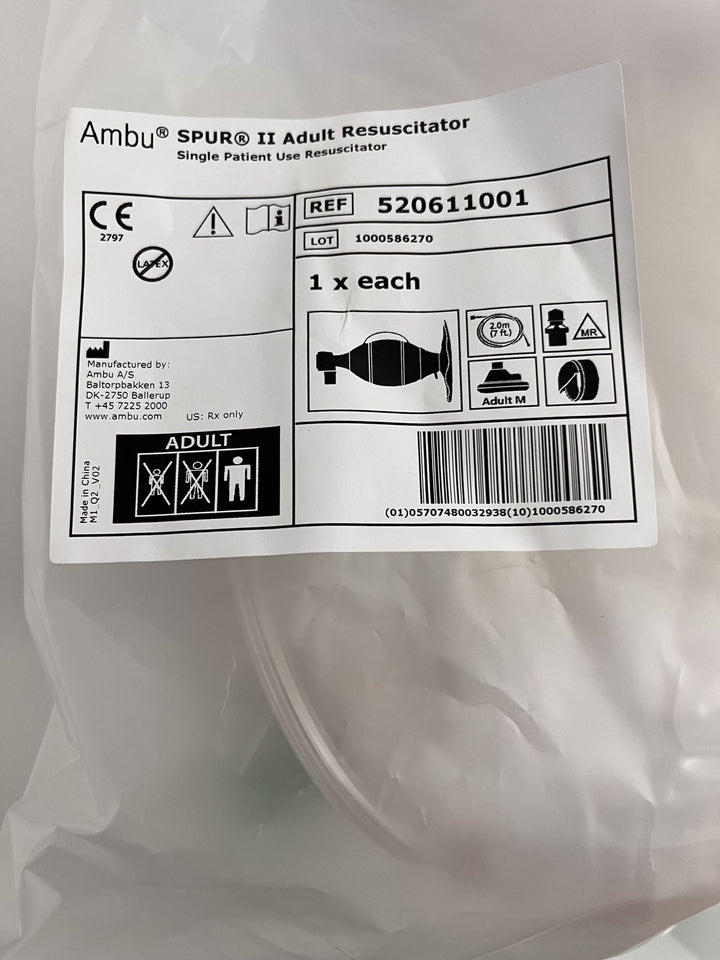 Ambu® SPUR® II Adult Resuscitator
Single Patient Use Resuscitator
CE
2797
LATEX
REF 520611001
LOT 1000586270
1 x each
2.0m
(7 ft.)
MR
Adult M
Manufactured by:
Ambu A/S
Baltorpbakken 13
DK-2750 Ballerup
T +45 7225 2000
www.ambu.com US: Rx only
ADULT
Made in China
M1_Q2_V02
(01)05707480032938(10)1000586270